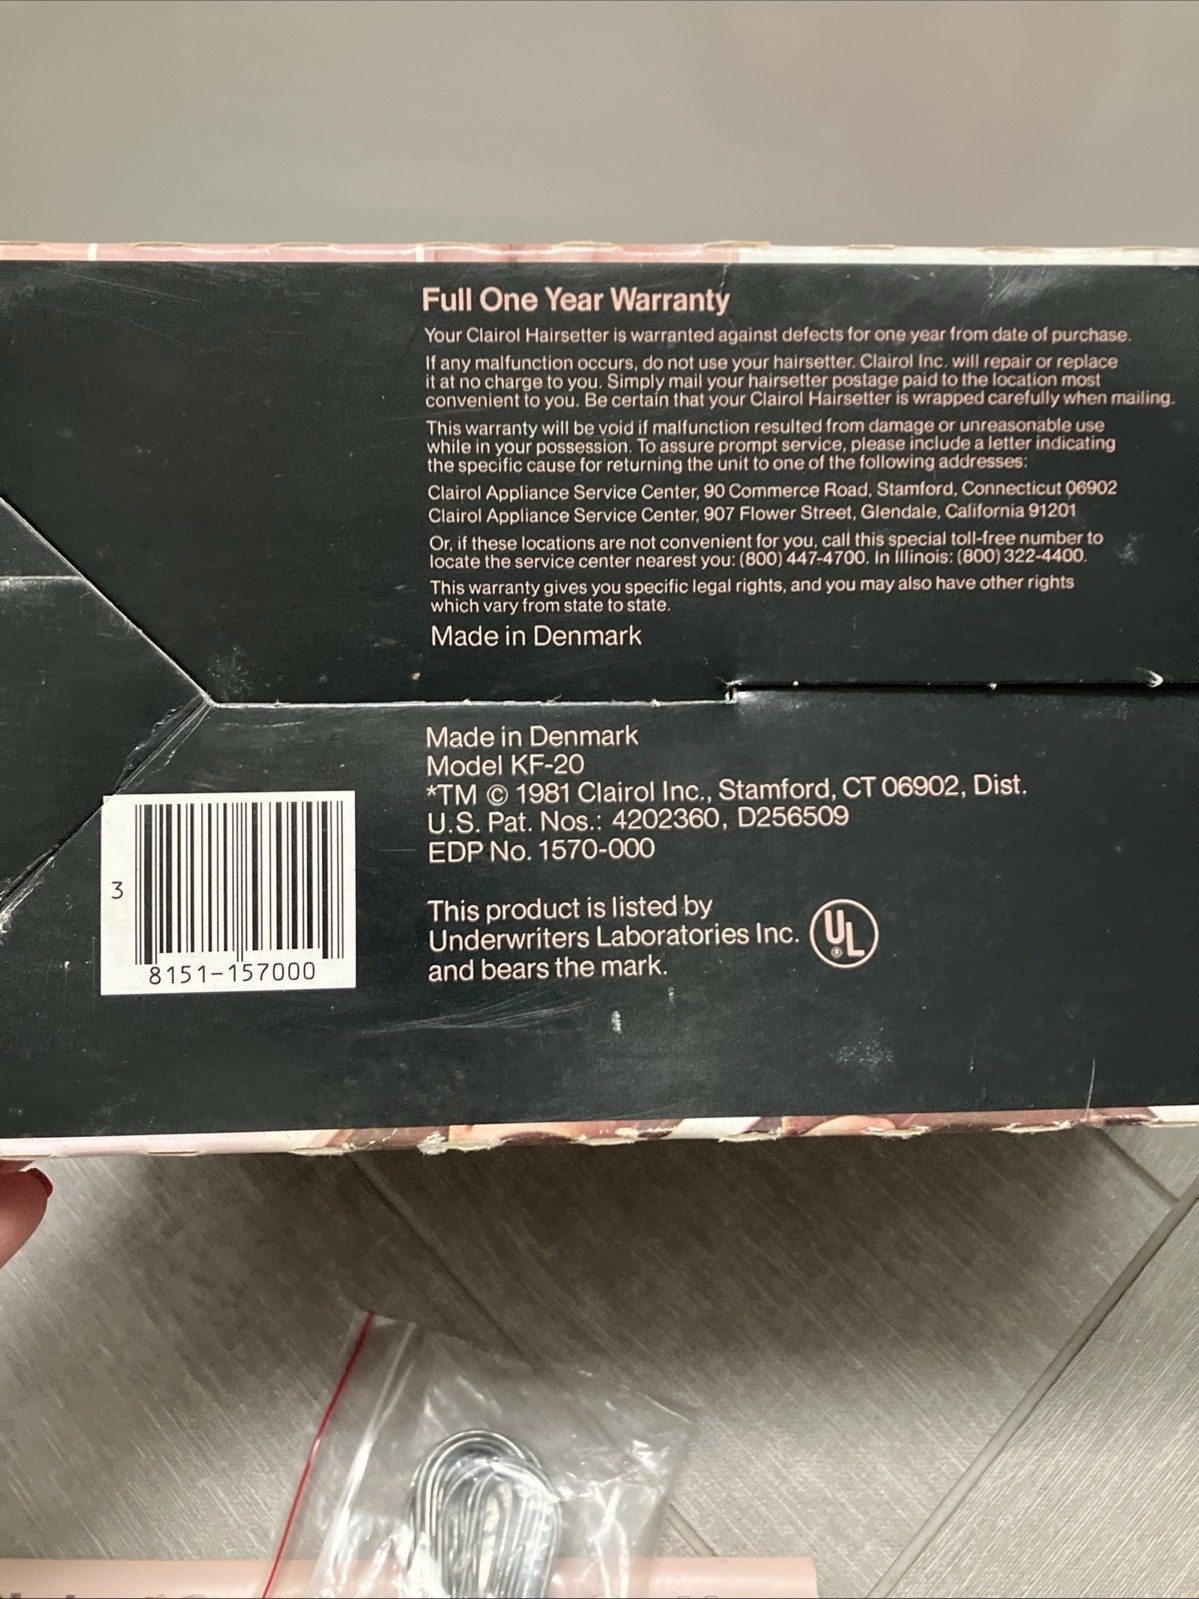 Full One Year Warranty
Your Clairol Hairsetter is warranted against defects for one year from date of purchase.
If any malfunction occurs, do not use your hairsetter. Clairol Inc. will repair or replace
it at no charge to you. Simply mail your hairsetter postage paid to the location most
convenient to you. Be certain that your Clairol Hairsetter is wrapped carefully when mailing.
This warranty will be void if malfunction resulted from damage or unreasonable use
while in your possession. To assure prompt service, please include a letter indicating
the specific cause for returning the unit to one of the following addresses:
Clairol Appliance Service Center, 90 Commerce Road, Stamford, Connecticut 06902
Clairol Appliance Service Center, 907 Flower Street, Glendale, California 91201
Or, if these locations are not convenient for you, call this special toll-free number to
locate the service center nearest you: (800) 447-4700. In Illinois: (800) 322-4400.
This warranty gives you specific legal rights, and you may also have other rights
which vary from state to state.
Made in Denmark
Made in Denmark
Model KF-20
*TM © 1981 Clairol Inc., Stamford, CT 06902, Dist.
U.S. Pat. Nos.: 4202360, D256509
EDP No. 1570-000
This product is listed by
Underwriters Laboratories Inc.
and bears the mark.
UL
®
3
8151-157000